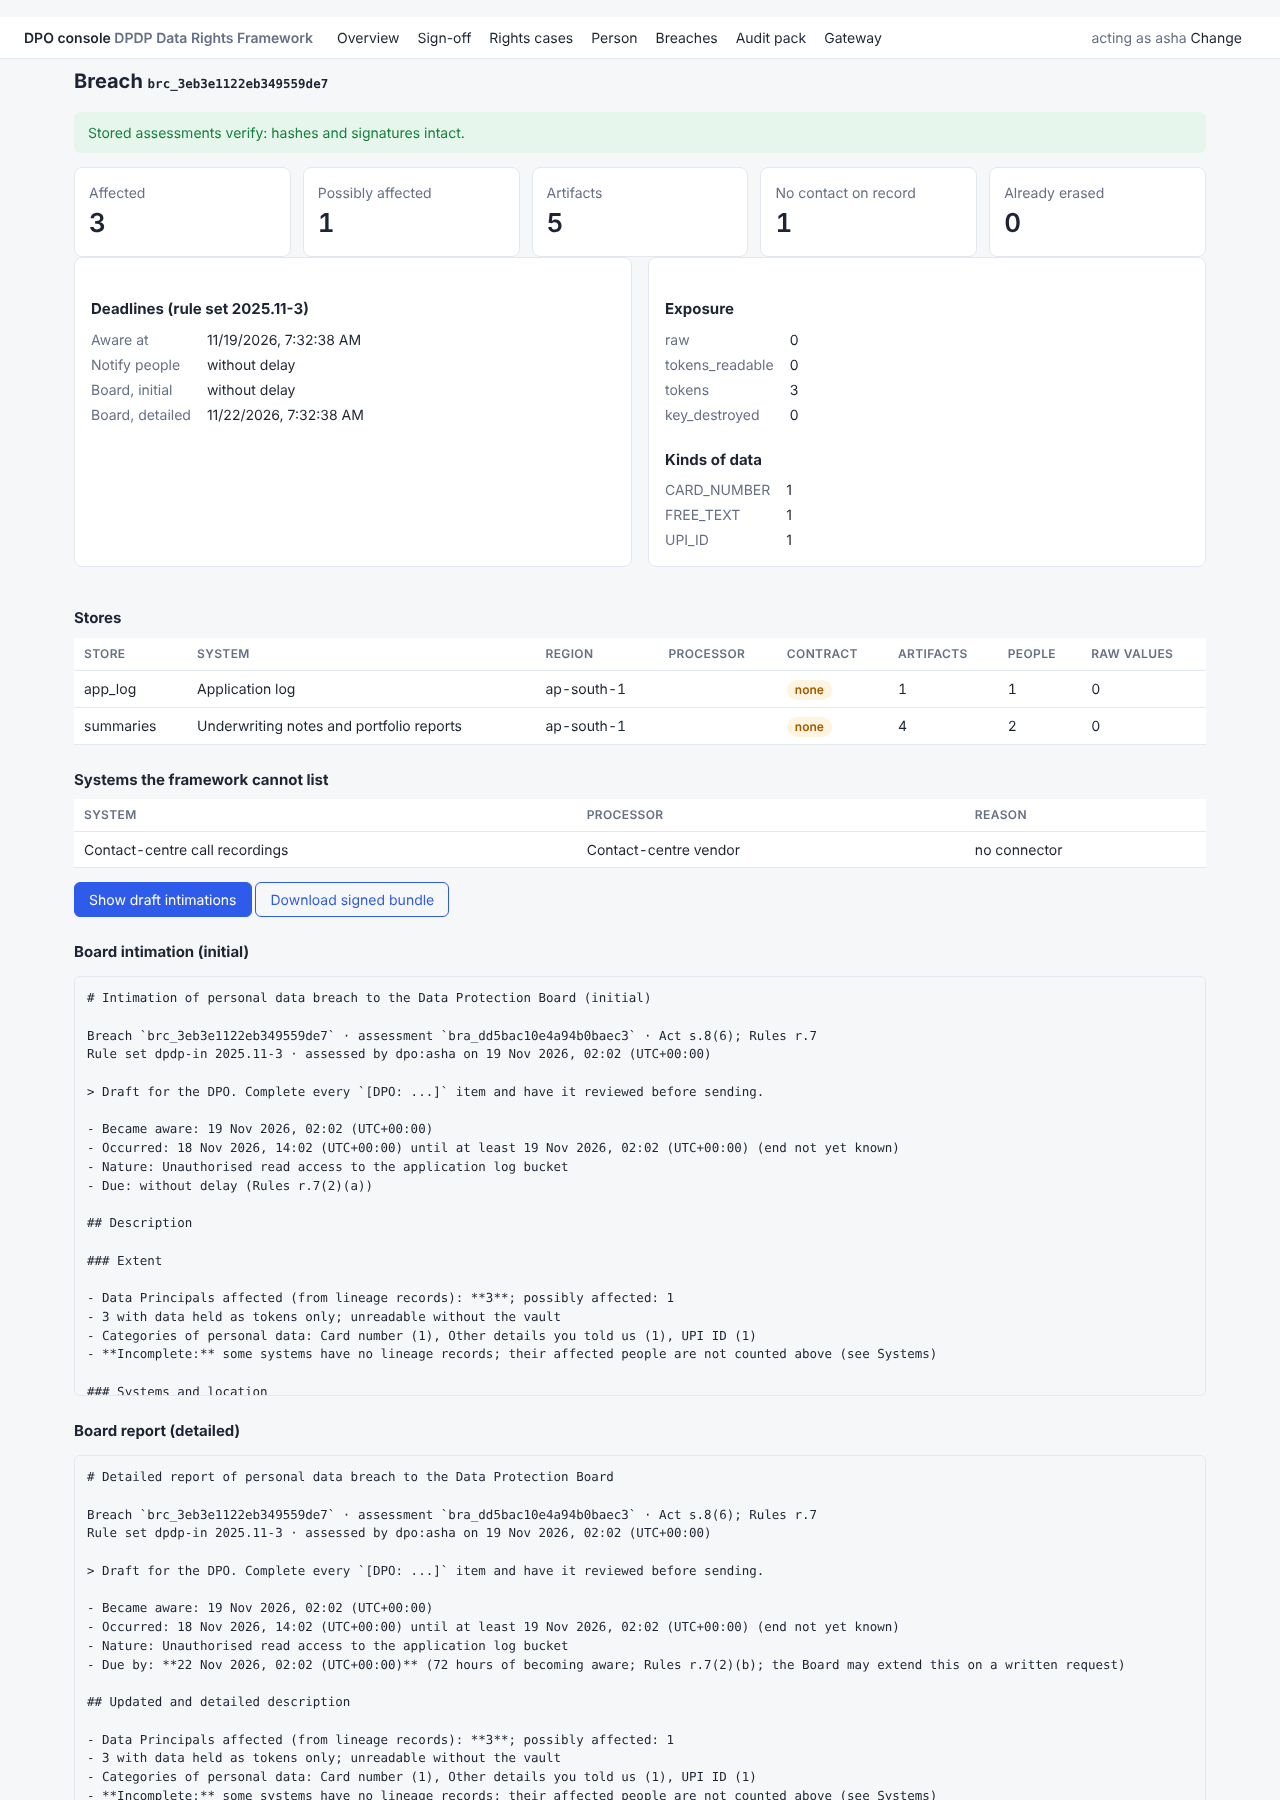 DPO console DPDP Data Rights Framework Overview Sign-off Rights cases Person Breaches Audit pack Gateway acting as asha Change
Breach brc_3eb3e1122eb349559de7
Stored assessments verify: hashes and signatures intact.
Affected
3
Possibly affected
1
Artifacts
5
No contact on record
1
Already erased
0
Deadlines (rule set 2025.11-3)
Aware at 11/19/2026, 7:32:38 AM
Notify people without delay
Board, initial without delay
Board, detailed 11/22/2026, 7:32:38 AM
Exposure
raw 0
tokens_readable 0
tokens 3
key_destroyed 0
Kinds of data
CARD_NUMBER 1
FREE_TEXT 1
UPI_ID 1
Stores
STORE SYSTEM REGION PROCESSOR CONTRACT ARTIFACTS PEOPLE RAW VALUES
app_log Application log ap-south-1 none 1 1 0
summaries Underwriting notes and portfolio reports ap-south-1 none 4 2 0
Systems the framework cannot list
SYSTEM PROCESSOR REASON
Contact-centre call recordings Contact-centre vendor no connector
Show draft intimations Download signed bundle
Board intimation (initial)
# Intimation of personal data breach to the Data Protection Board (initial)
Breach `brc_3eb3e1122eb349559de7` · assessment `bra_dd5bac10e4a94b0baec3` · Act s.8(6); Rules r.7
Rule set dpdp-in 2025.11-3 · assessed by dpo:asha on 19 Nov 2026, 02:02 (UTC+00:00)
> Draft for the DPO. Complete every `[DPO: ...]` item and have it reviewed before sending.
- Became aware: 19 Nov 2026, 02:02 (UTC+00:00)
- Occurred: 18 Nov 2026, 14:02 (UTC+00:00) until at least 19 Nov 2026, 02:02 (UTC+00:00) (end not yet known)
- Nature: Unauthorised read access to the application log bucket
- Due: without delay (Rules r.7(2)(a))
## Description
### Extent
- Data Principals affected (from lineage records): **3**; possibly affected: 1
- 3 with data held as tokens only; unreadable without the vault
- Categories of personal data: Card number (1), Other details you told us (1), UPI ID (1)
- **Incomplete:** some systems have no lineage records; their affected people are not counted above (see Systems)
### Systems and location
Board report (detailed)
# Detailed report of personal data breach to the Data Protection Board
Breach `brc_3eb3e1122eb349559de7` · assessment `bra_dd5bac10e4a94b0baec3` · Act s.8(6); Rules r.7
Rule set dpdp-in 2025.11-3 · assessed by dpo:asha on 19 Nov 2026, 02:02 (UTC+00:00)
> Draft for the DPO. Complete every `[DPO: ...]` item and have it reviewed before sending.
- Became aware: 19 Nov 2026, 02:02 (UTC+00:00)
- Occurred: 18 Nov 2026, 14:02 (UTC+00:00) until at least 19 Nov 2026, 02:02 (UTC+00:00) (end not yet known)
- Nature: Unauthorised read access to the application log bucket
- Due by: **22 Nov 2026, 02:02 (UTC+00:00)** (72 hours of becoming aware; Rules r.7(2)(b); the Board may extend this on a written request)
## Updated and detailed description
- Data Principals affected (from lineage records): **3**; possibly affected: 1
- 3 with data held as tokens only; unreadable without the vault
- Categories of personal data: Card number (1), Other details you told us (1), UPI ID (1)
- **Incomplete:** some systems have no lineage records; their affected people are not counted above (see Systems)